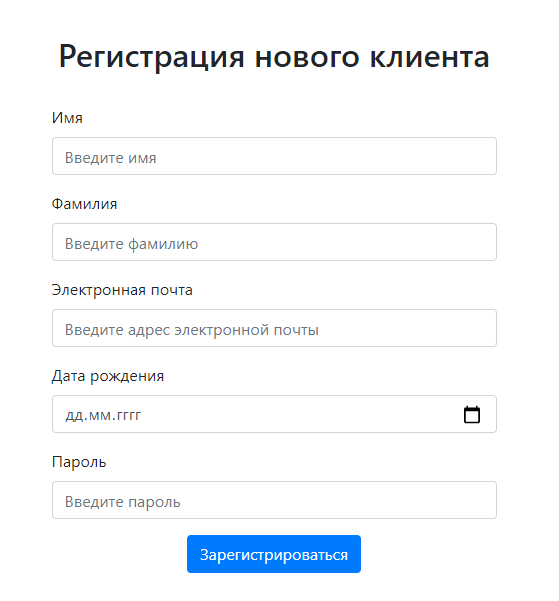 Регистрация нового клиента
Имя
Введите имя
Фамилия
Введите фамилию
Электронная почта
Введите адрес электронной почты
Дата рождения
дд.мм.гггг
Пароль
Введите пароль
Зарегистрироваться